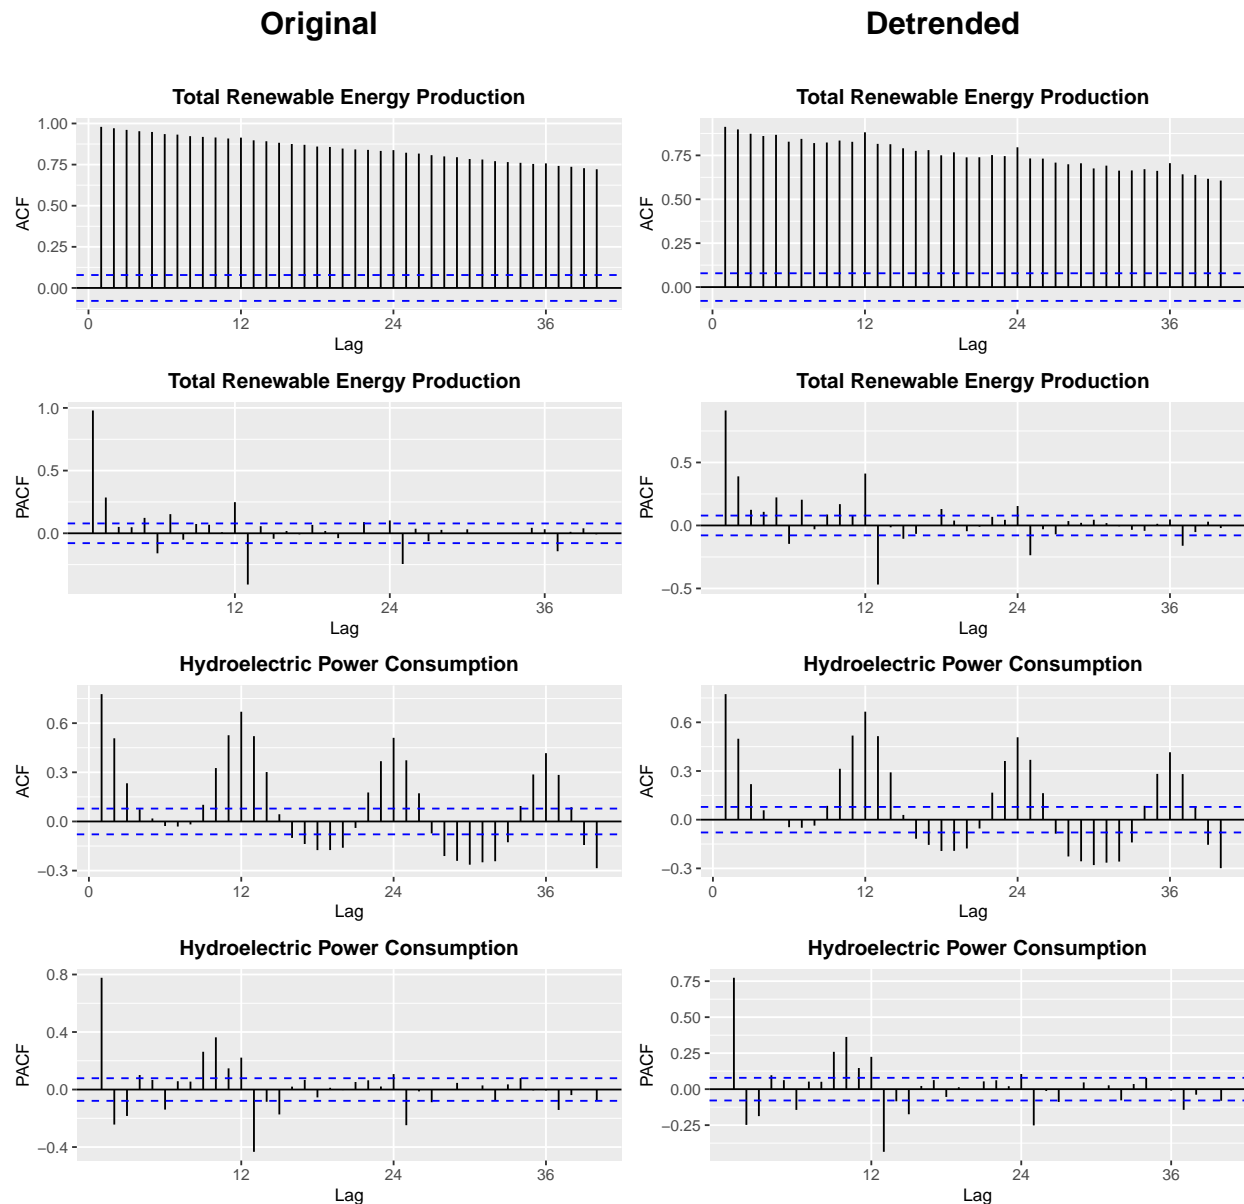 Original Detrended
Total Renewable Energy Production Total Renewable Energy Production
1.00
0.75 0.75
0.50 0.50
ACF ACF
0.25 0.25
0.00 0.00
0 12 24 36 0 12 24 36
Lag Lag
Total Renewable Energy Production Total Renewable Energy Production
1.0
0.5 0.5
PACF PACF
0.0 0.0
−0.5
12 24 36 12 24 36
Lag Lag
Hydroelectric Power Consumption Hydroelectric Power Consumption
0.6 0.6
0.3 0.3
ACF ACF
0.0 0.0
−0.3 −0.3
0 12 24 36 0 12 24 36
Lag Lag
Hydroelectric Power Consumption Hydroelectric Power Consumption
0.8 0.75
0.4 0.50
PACF PACF
0.25
0.0 0.00
−0.25
−0.4
12 24 36 12 24 36
Lag Lag